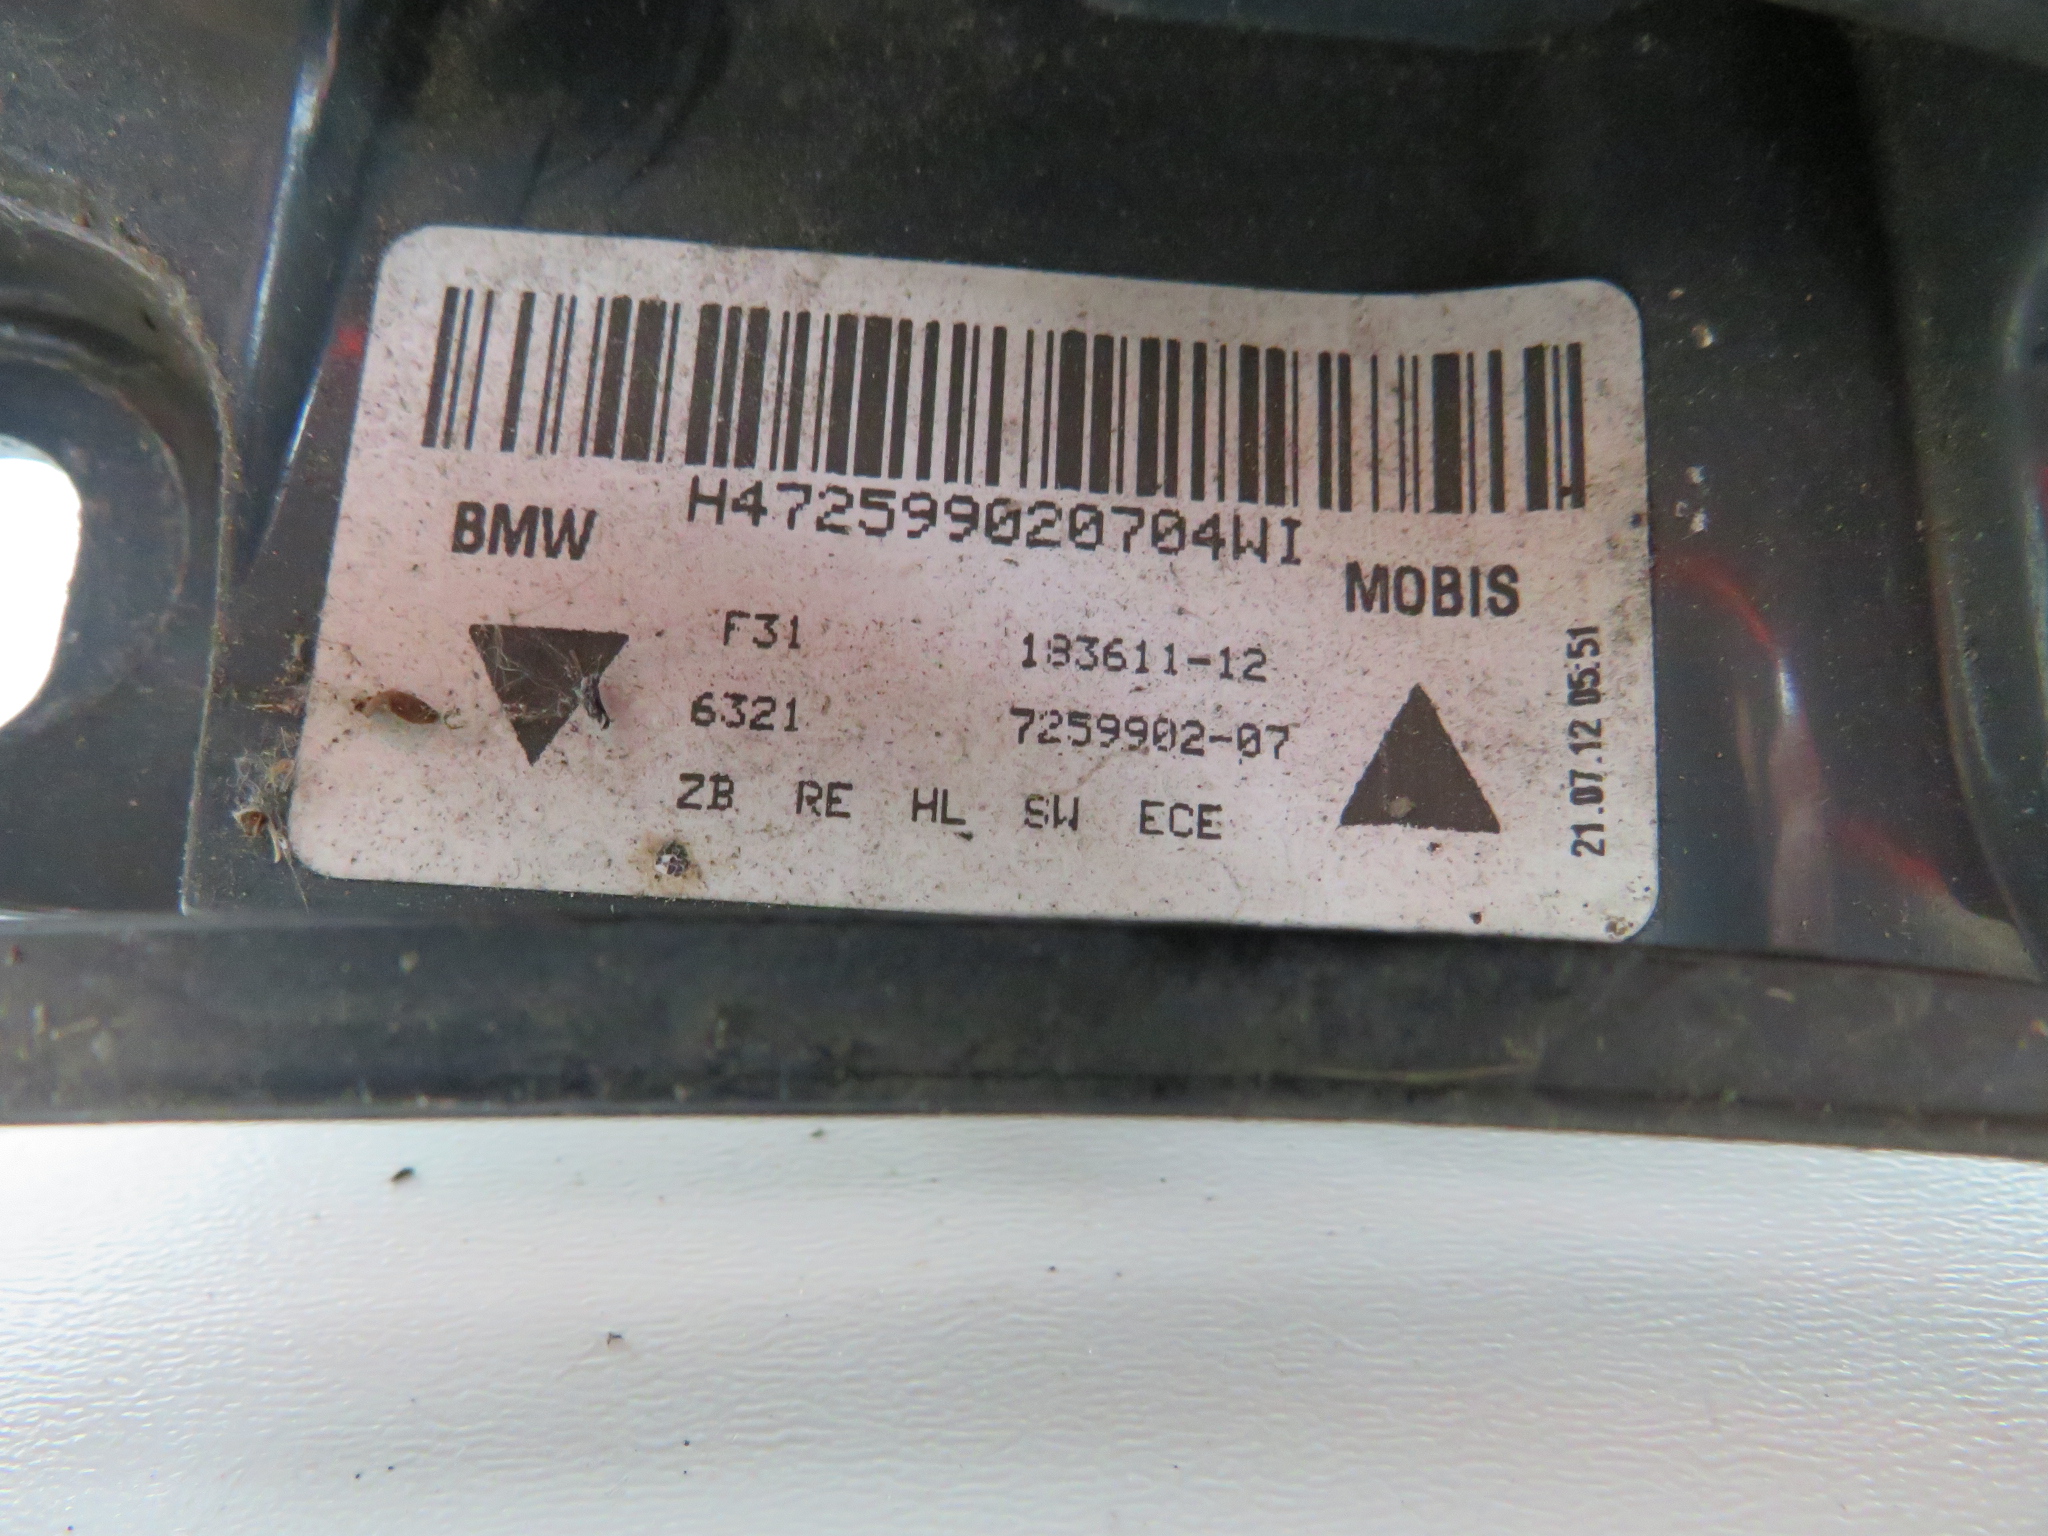 H472599020704WI
BMW
MOBIS
F31 183611-12
6321 7259902-07
ZB RE HL SW ECE
21.07.12 05:51